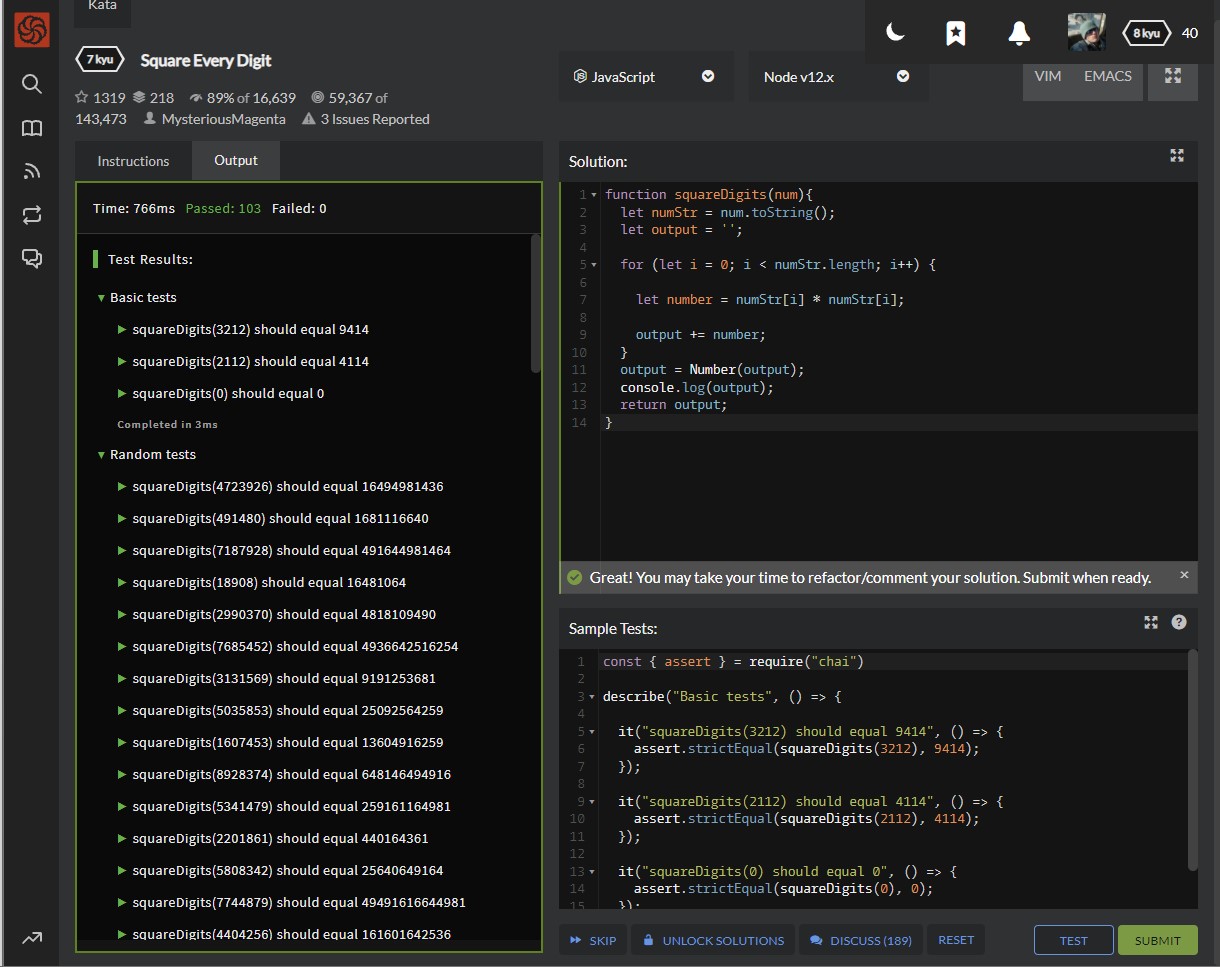 Kata
7 kyu Square Every Digit
1319 218 89% of 16,639 59,367 of
143,473 MysteriousMagenta 3 Issues Reported
8 kyu 40
JavaScript
Node v12.x
VIM EMACS
Instructions Output
Time: 766ms Passed: 103 Failed: 0
Test Results:
Basic tests
squareDigits(3212) should equal 9414
squareDigits(2112) should equal 4114
squareDigits(0) should equal 0
Completed in 3ms
Random tests
squareDigits(4723926) should equal 16494981436
squareDigits(491480) should equal 1681116640
squareDigits(7187928) should equal 491644981464
squareDigits(18908) should equal 16481064
squareDigits(2990370) should equal 4818109490
squareDigits(7685452) should equal 4936642516254
squareDigits(3131569) should equal 9191253681
squareDigits(5035853) should equal 25092564259
squareDigits(1607453) should equal 13604916259
squareDigits(8928374) should equal 648146494916
squareDigits(5341479) should equal 259161164981
squareDigits(2201861) should equal 440164361
squareDigits(5808342) should equal 25640649164
squareDigits(7744879) should equal 49491616644981
squareDigits(4404256) should equal 161601642536
Solution:
1 function squareDigits(num){
2 let numStr = num.toString();
3 let output = '';
4
5 for (let i = 0; i < numStr.length; i++) {
6
7 let number = numStr[i] * numStr[i];
8
9 output += number;
10 }
11 output = Number(output);
12 console.log(output);
13 return output;
14 }
Great! You may take your time to refactor/comment your solution. Submit when ready.
Sample Tests:
1 const { assert } = require("chai")
2
3 describe("Basic tests", () => {
4
5 it("squareDigits(3212) should equal 9414", () => {
6 assert.strictEqual(squareDigits(3212), 9414);
7 });
8
9 it("squareDigits(2112) should equal 4114", () => {
10 assert.strictEqual(squareDigits(2112), 4114);
11 });
12
13 it("squareDigits(0) should equal 0", () => {
14 assert.strictEqual(squareDigits(0), 0);
15 });
SKIP UNLOCK SOLUTIONS DISCUSS (189) RESET TEST SUBMIT